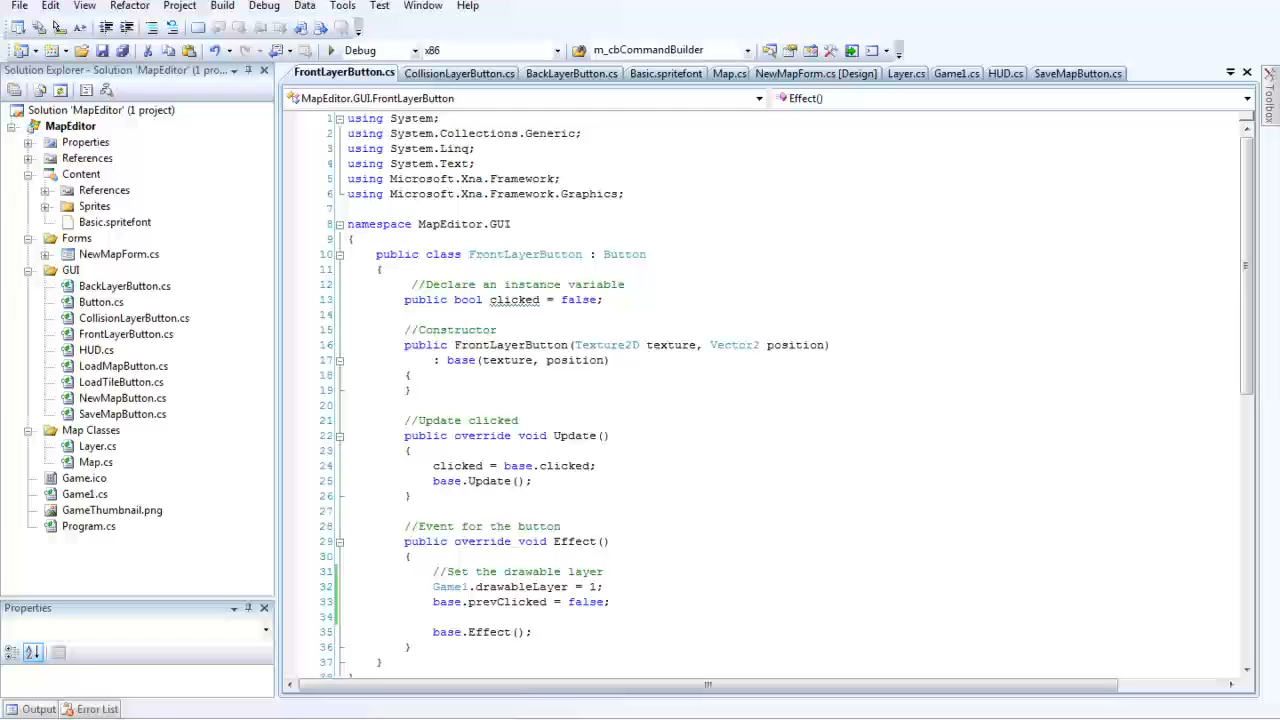 File Edit View Refactor Project Build Debug Data Tools Test Window Help
Debug x86 m_cbCommandBuilder
Solution Explorer - Solution 'MapEditor' (1 pro...
FrontLayerButton.cs CollisionLayerButton.cs BackLayerButton.cs Basic.spritefont Map.cs NewMapForm.cs [Design] Layer.cs Game1.cs HUD.cs SaveMapButton.cs
Toolbox
MapEditor.GUI.FrontLayerButton Effect()
Solution 'MapEditor' (1 project)
MapEditor
Properties
References
Content
References
Sprites
Basic.spritefont
Forms
NewMapForm.cs
GUI
BackLayerButton.cs
Button.cs
CollisionLayerButton.cs
FrontLayerButton.cs
HUD.cs
LoadMapButton.cs
LoadTileButton.cs
NewMapButton.cs
SaveMapButton.cs
Map Classes
Layer.cs
Map.cs
Game.ico
Game1.cs
GameThumbnail.png
Program.cs
Properties
1 using System;
2 using System.Collections.Generic;
3 using System.Linq;
4 using System.Text;
5 using Microsoft.Xna.Framework;
6 using Microsoft.Xna.Framework.Graphics;
7
8 namespace MapEditor.GUI
9 {
10 public class FrontLayerButton : Button
11 {
12 //Declare an instance variable
13 public bool clicked = false;
14
15 //Constructor
16 public FrontLayerButton(Texture2D texture, Vector2 position)
17 : base(texture, position)
18 {
19 }
20
21 //Update clicked
22 public override void Update()
23 {
24 clicked = base.clicked;
25 base.Update();
26 }
27
28 //Event for the button
29 public override void Effect()
30 {
31 //Set the drawable layer
32 Game1.drawableLayer = 1;
33 base.prevClicked = false;
34
35 base.Effect();
36 }
37 }
Output Error List